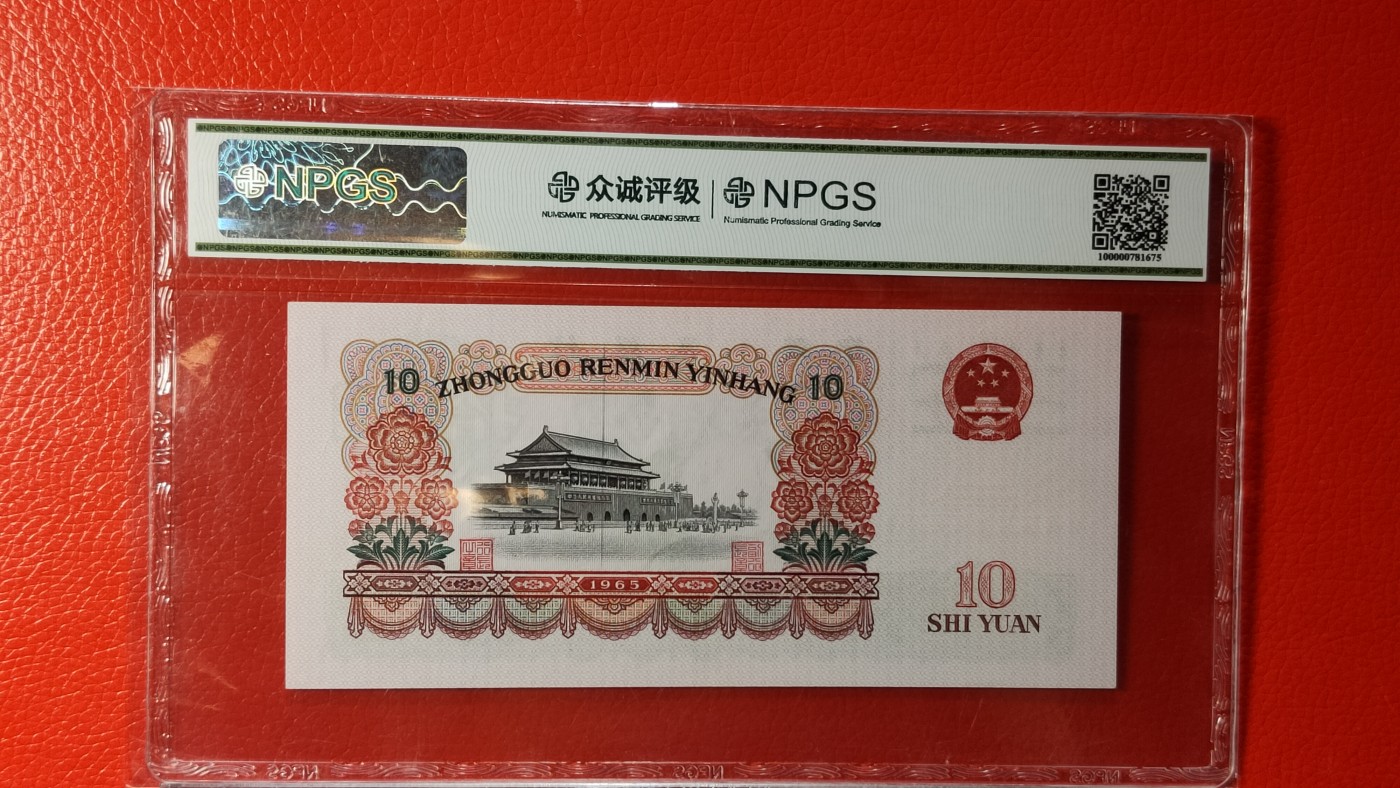 NPGS
众诚评级
NUMISMATIC PROFESSIONAL GRADING SERVICE
NPGS
Numismatic Professional Grading Service
100000781675
10 ZHONGGUO RENMIN YINHANG 10
1965
10
SHI YUAN